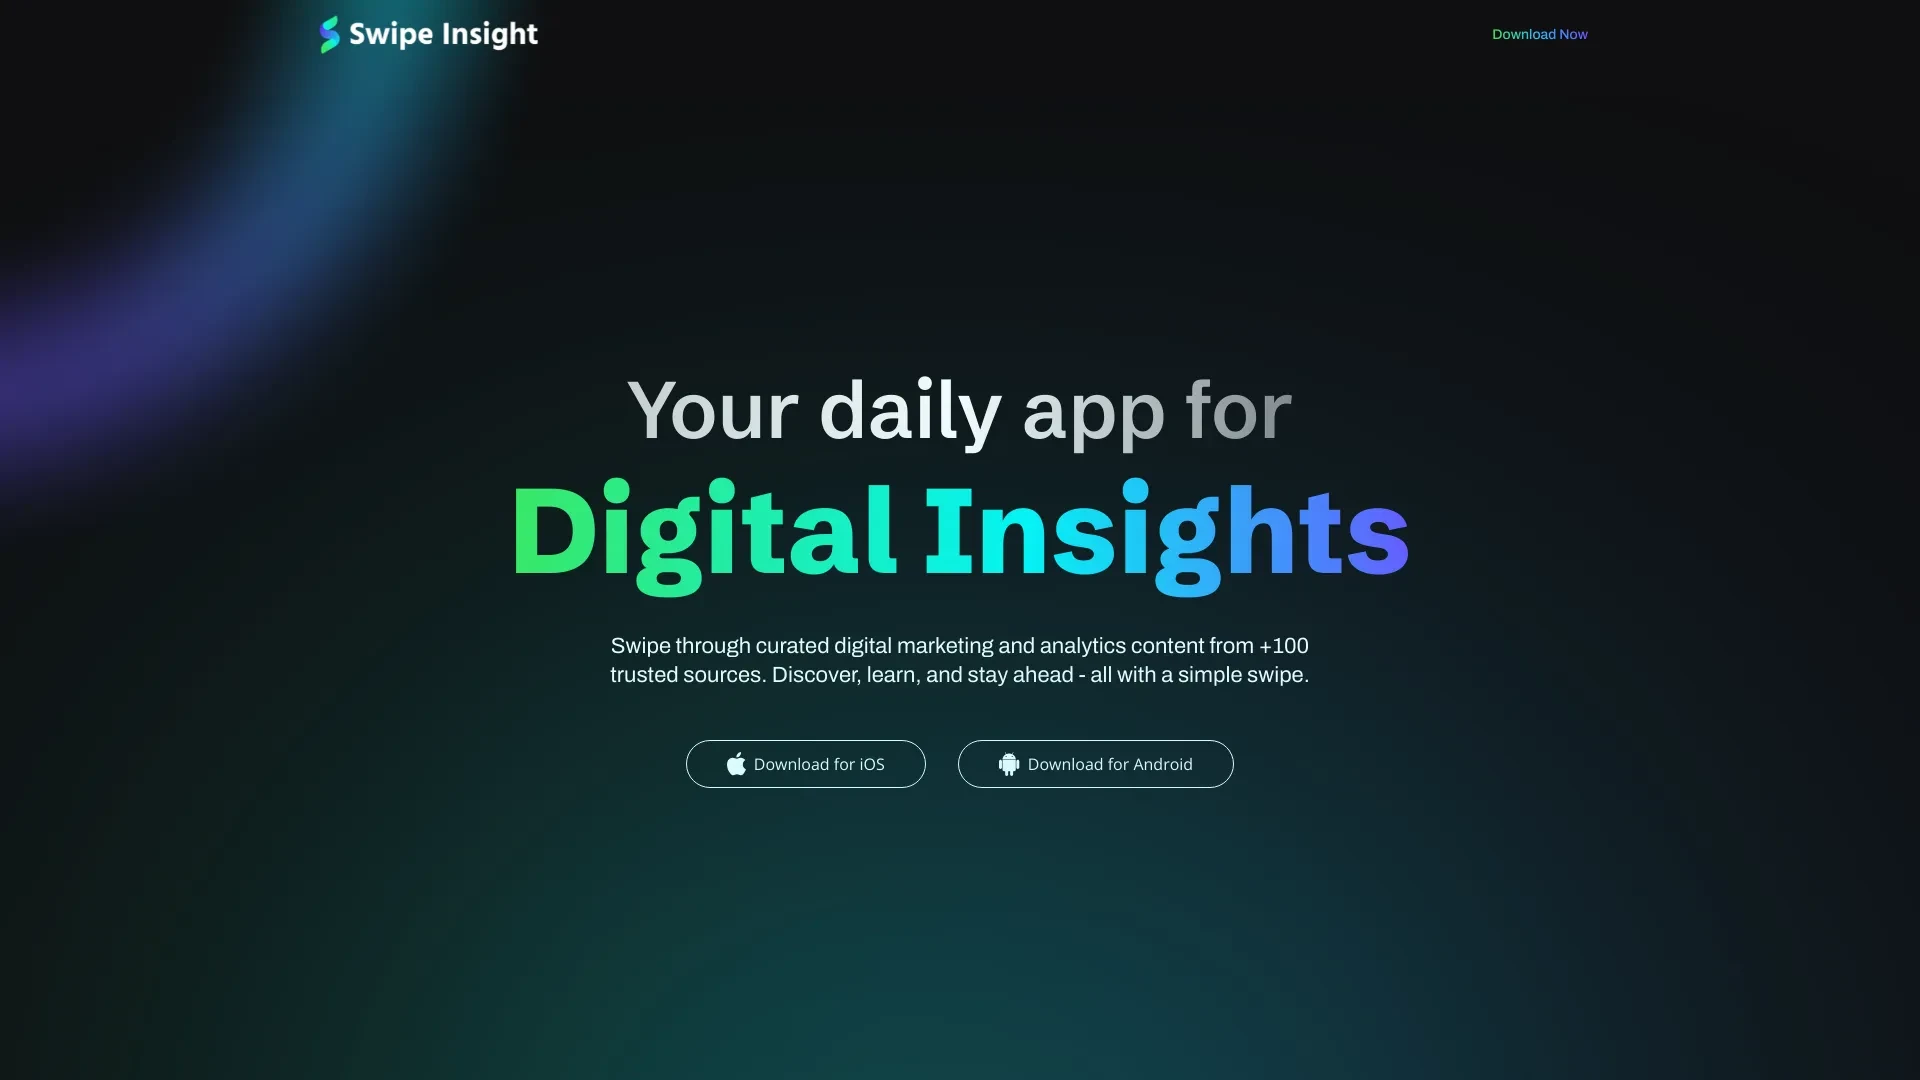 Swipe Insight
Download Now
Your daily app for
Digital Insights
Swipe through curated digital marketing and analytics content from +100
trusted sources. Discover, learn, and stay ahead - all with a simple swipe.
Download for iOS
Download for Android